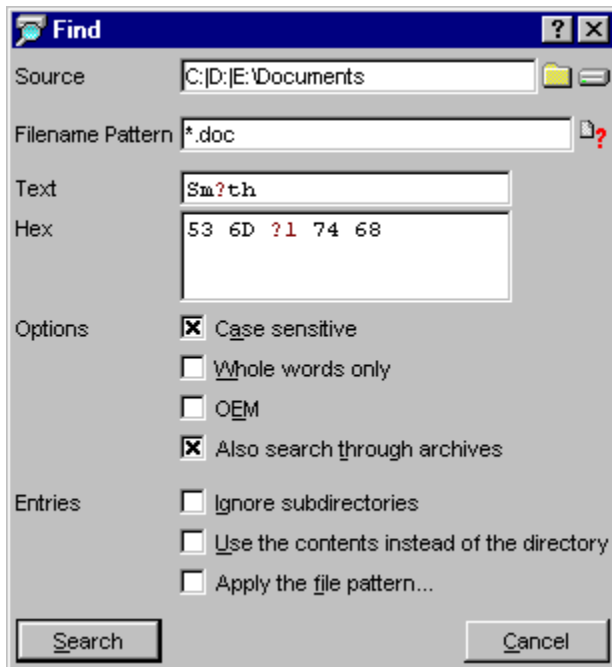 Find
Source C:|D:|E:\Documents
Filename Pattern *.doc
Text Sm?th
Hex 53 6D ?1 74 68
Options Case sensitive
Whole words only
OEM
Also search through archives
Entries Ignore subdirectories
Use the contents instead of the directory
Apply the file pattern...
Search Cancel